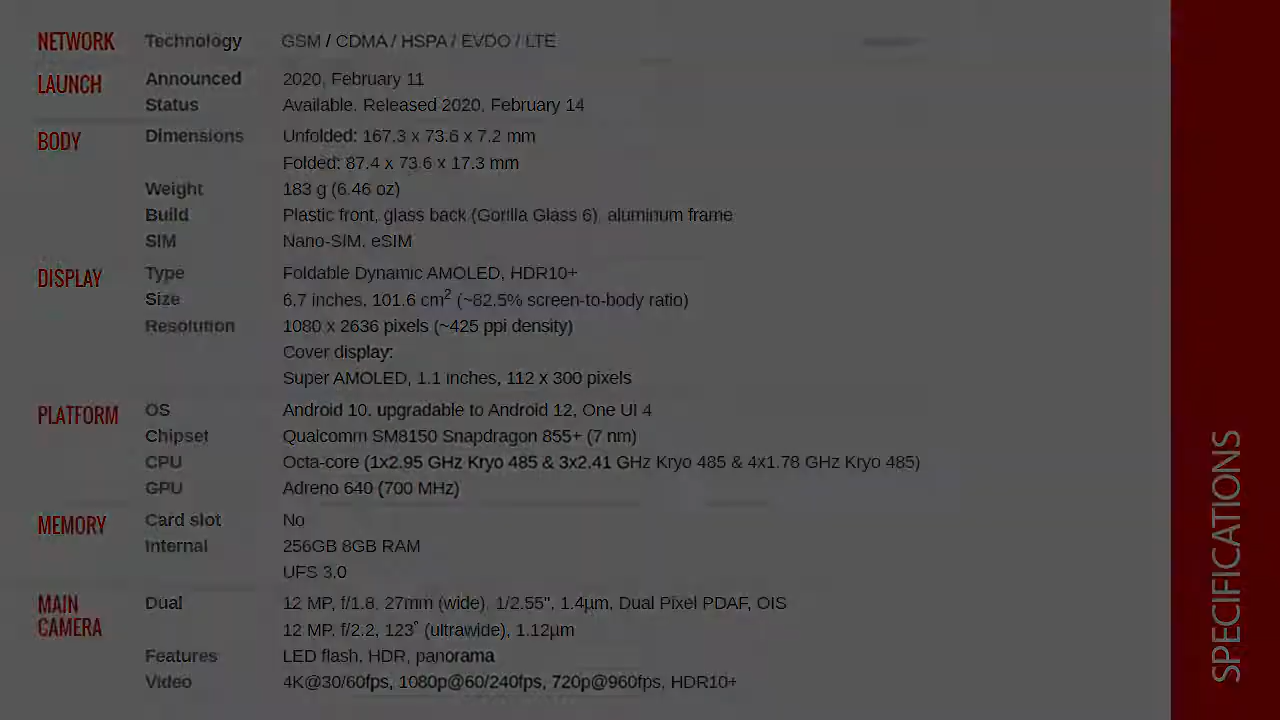 NETWORK Technology GSM / CDMA / HSPA / EVDO / LTE
LAUNCH Announced 2020, February 11
Status Available. Released 2020, February 14
BODY Dimensions Unfolded: 167.3 x 73.6 x 7.2 mm
Folded: 87.4 x 73.6 x 17.3 mm
Weight 183 g (6.46 oz)
Build Plastic front, glass back (Gorilla Glass 6), aluminum frame
SIM Nano-SIM, eSIM
DISPLAY Type Foldable Dynamic AMOLED, HDR10+
Size 6.7 inches, 101.6 cm² (~82.5% screen-to-body ratio)
Resolution 1080 x 2636 pixels (~425 ppi density)
Cover display:
Super AMOLED, 1.1 inches, 112 x 300 pixels
PLATFORM OS Android 10, upgradable to Android 12, One UI 4
Chipset Qualcomm SM8150 Snapdragon 855+ (7 nm)
CPU Octa-core (1x2.95 GHz Kryo 485 & 3x2.41 GHz Kryo 485 & 4x1.78 GHz Kryo 485)
GPU Adreno 640 (700 MHz)
MEMORY Card slot No
Internal 256GB 8GB RAM
UFS 3.0
MAIN CAMERA Dual 12 MP, f/1.8, 27mm (wide), 1/2.55", 1.4µm, Dual Pixel PDAF, OIS
12 MP, f/2.2, 123˚ (ultrawide), 1.12µm
Features LED flash, HDR, panorama
Video 4K@30/60fps, 1080p@60/240fps, 720p@960fps, HDR10+
SPECIFICATIONS